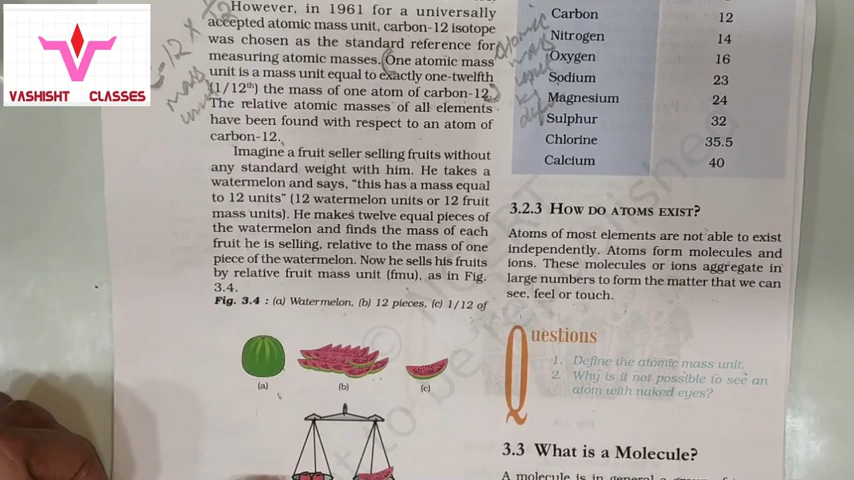 VASHISHT CLASSES
However, in 1961 for a universally
accepted atomic mass unit, carbon-12 isotope
was chosen as the standard reference for
measuring atomic masses. One atomic mass
unit is a mass unit equal to exactly one-twelfth
(1/12th) the mass of one atom of carbon-12.
The relative atomic masses of all elements
have been found with respect to an atom of
carbon-12.
Imagine a fruit seller selling fruits without
any standard weight with him. He takes a
watermelon and says, "this has a mass equal
to 12 units" (12 watermelon units or 12 fruit
mass units). He makes twelve equal pieces of
the watermelon and finds the mass of each
fruit he is selling, relative to the mass of one
piece of the watermelon. Now he sells his fruits
by relative fruit mass unit (fmu), as in Fig.
3.4.
Fig. 3.4 : (a) Watermelon, (b) 12 pieces, (c) 1/12 of
(a) (b) (c)
12 ×
mass
unit
atomic
mass
Carbon 12
Nitrogen 14
Oxygen 16
Sodium 23
Magnesium 24
Sulphur 32
Chlorine 35.5
Calcium 40
3.2.3 HOW DO ATOMS EXIST?
Atoms of most elements are not able to exist
independently. Atoms form molecules and
ions. These molecules or ions aggregate in
large numbers to form the matter that we can
see, feel or touch.
Questions
1. Define the atomic mass unit.
2. Why is it not possible to see an
atom with naked eyes?
3.3 What is a Molecule?
A molecule is in general a group of